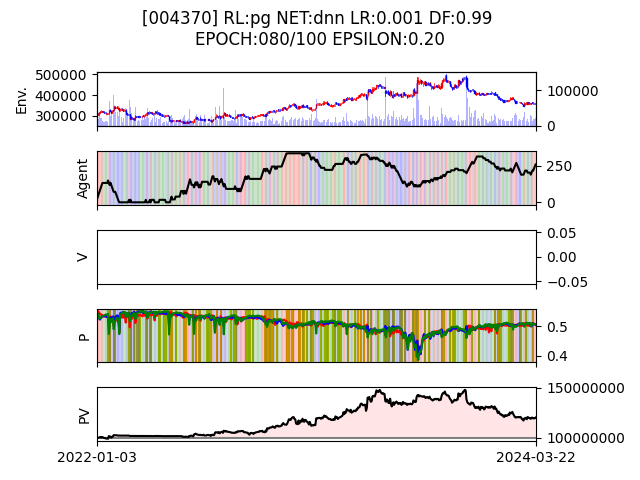 [004370] RL:pg NET:dnn LR:0.001 DF:0.99
EPOCH:080/100 EPSILON:0.20
Env.
500000
400000
300000
100000
0
Agent
250
0
V
0.05
0.00
−0.05
P
0.5
0.4
PV
150000000
100000000
2022-01-03
2024-03-22